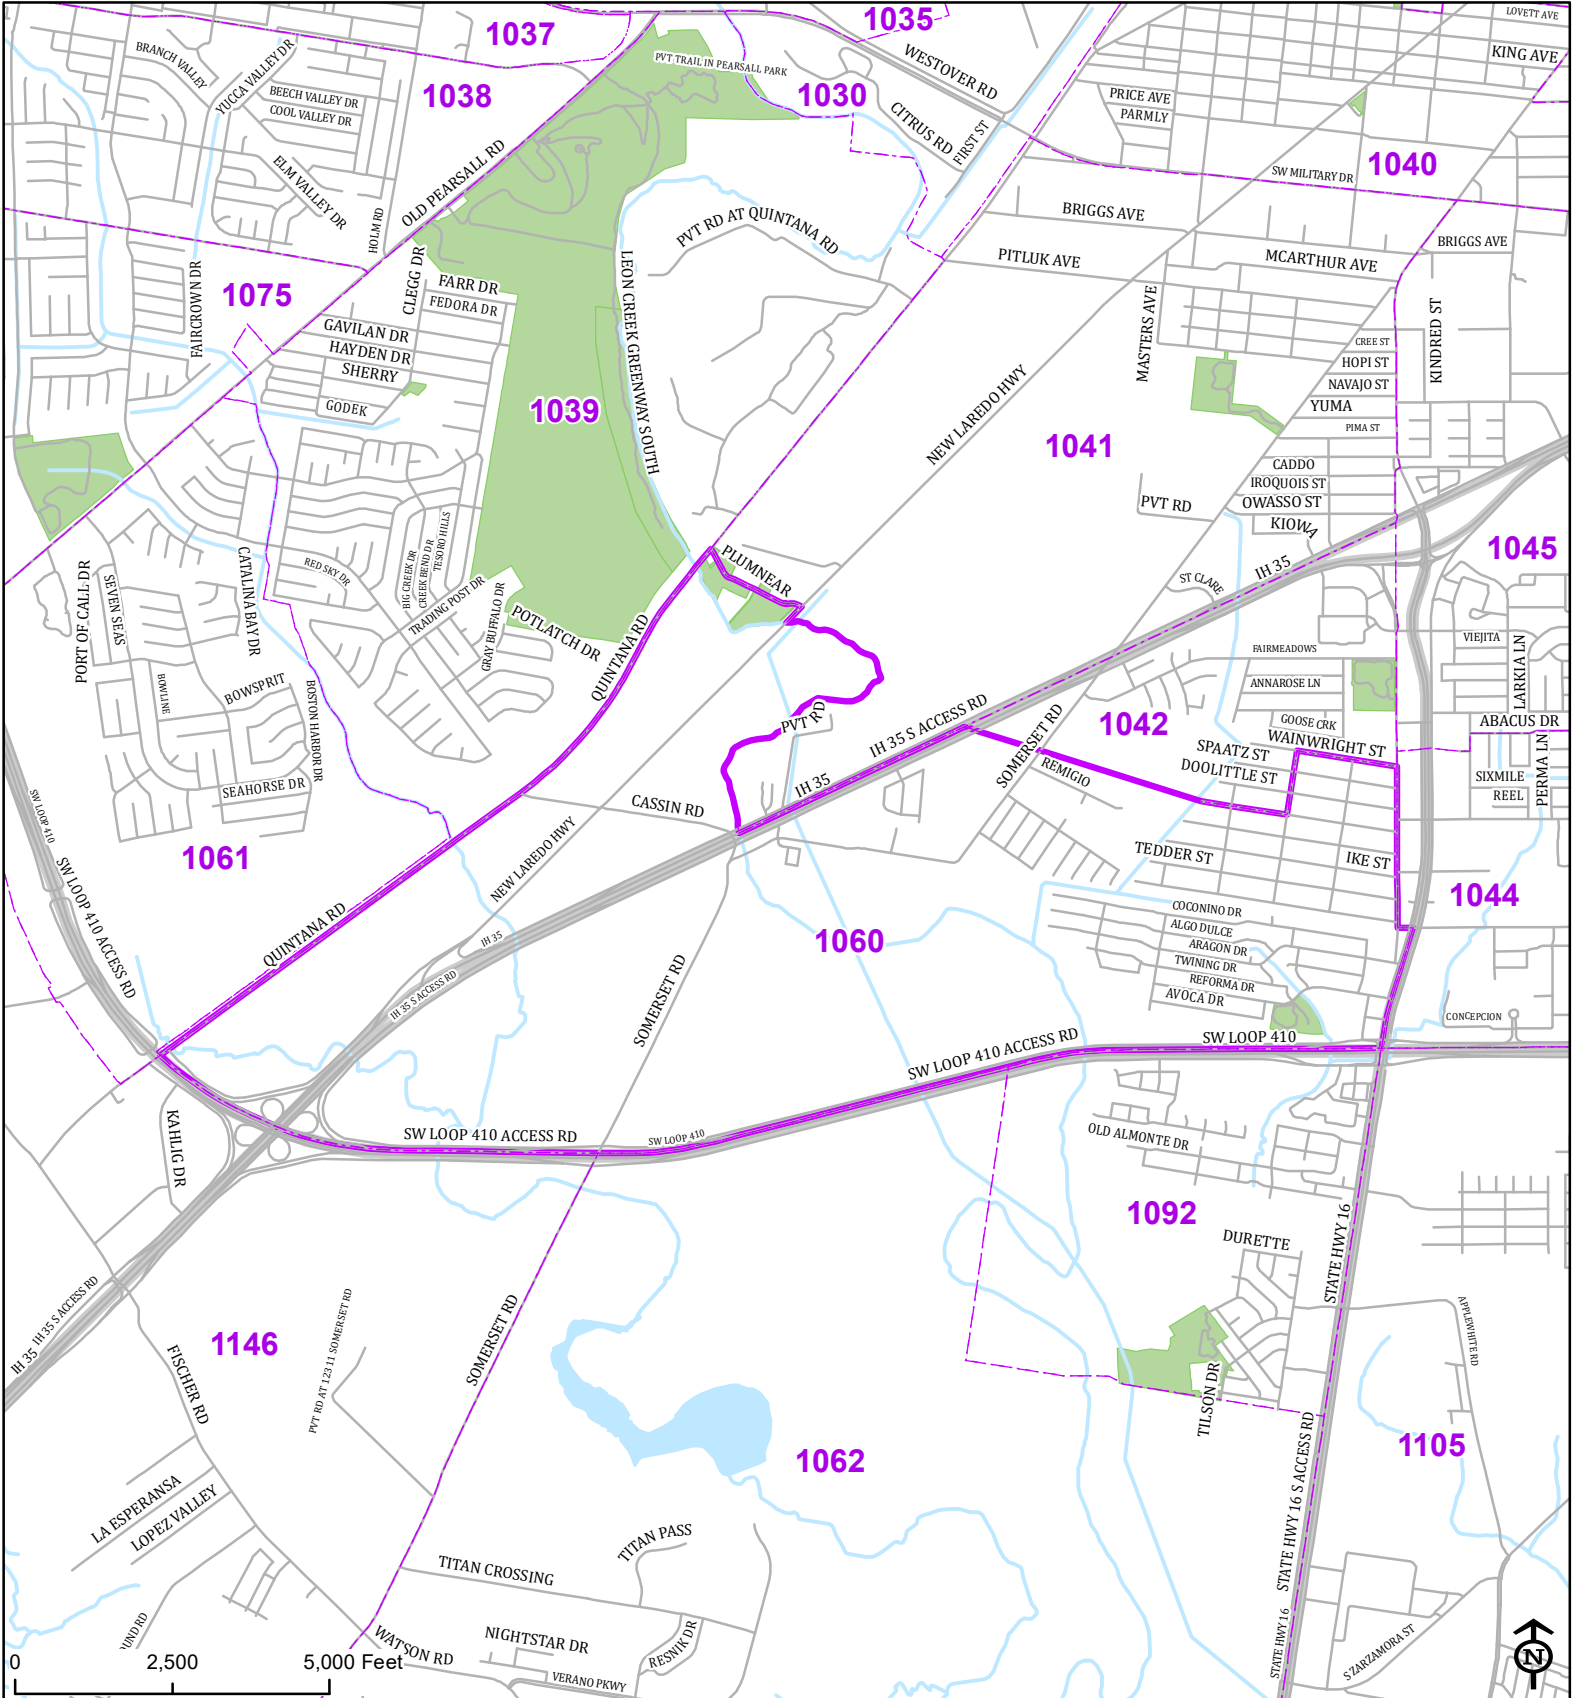 1037
1035
LOVETT AVE
KING AVE
BRANCH VALLEY
YUCCA VALLEY DR
WESTOVER RD
PVT TRAIL IN PEARSALL PARK
1038
1030
BEECH VALLEY DR
COOL VALLEY DR
PRICE AVE
PARMLY
CITRUS RD
FIRST ST
OLD PEARSALL RD
ELM VALLEY DR
1040
SW MILITARY DR
HOLM RD
PVT RD AT QUINTANA RD
BRIGGS AVE
BRIGGS AVE
PITLUK AVE
MCARTHUR AVE
FAIRCROWN DR
1075
CLEGG DR
FARR DR
FEDORA DR
LEON CREEK GREENWAY SOUTH
GAVILAN DR
HAYDEN DR
SHERRY
GODEK
MASTERS AVE
KINDRED ST
CREE ST
HOPI ST
NAVAJO ST
YUMA
PIMA ST
1039
NEW LAREDO HWY
1041
CADDO
IROQUOIS ST
OWASSO ST
KIOWA
PVT RD
1045
IH 35
PORT OF CALL DR
SEVEN SEAS
CATALINA BAY DR
RED SKY DR
BIG CREEK DR
CREEK BEND DR
TESORO HILLS
TRADING POST DR
GRAY BUFFALO DR
POTLATCH DR
PLUMNEAR
QUINTANA RD
ST CLARE
FAIRMEADOWS
VIEJITA
LARKIA LN
BOWLINE
BOWSPRIT
BOSTON HARBOR DR
ANNAROSE LN
PVT RD
IH 35 S ACCESS RD
SOMERSET RD
1042
GOOSE CRK
WAINWRIGHT ST
ABACUS DR
PERMA LN
SPAATZ ST
DOOLITTLE ST
REMIGIO
SIXMILE
REEL
SEAHORSE DR
IH 35
CASSIN RD
SW LOOP 410
1061
NEW LAREDO HWY
TEDDER ST
IKE ST
SW LOOP 410 ACCESS RD
1044
QUINTANA RD
IH 35
1060
COCONINO DR
ALGO DULCE
ARAGON DR
TWINING DR
REFORMA DR
AVOCA DR
IH 35 S ACCESS RD
SOMERSET RD
CONCEPCION
SW LOOP 410 ACCESS RD
SW LOOP 410
KAHLIG DR
SW LOOP 410 ACCESS RD
SW LOOP 410
OLD ALMONTE DR
1092
DURETTE
STATE HWY 16
IH 35
IH 35 S ACCESS RD
1146
PVT RD AT 12311 SOMERSET RD
SOMERSET RD
APPLEWHITE RD
FISCHER RD
TILSON DR
1062
STATE HWY 16 S ACCESS RD
1105
LA ESPERANSA
LOPEZ VALLEY
TITAN PASS
TITAN CROSSING
STATE HWY 16
STATE HWY 16
WATSON RD
NIGHTSTAR DR
RESNIK DR
VERANO PKWY
S ZARZAMORA ST
0 2,500 5,000 Feet
N